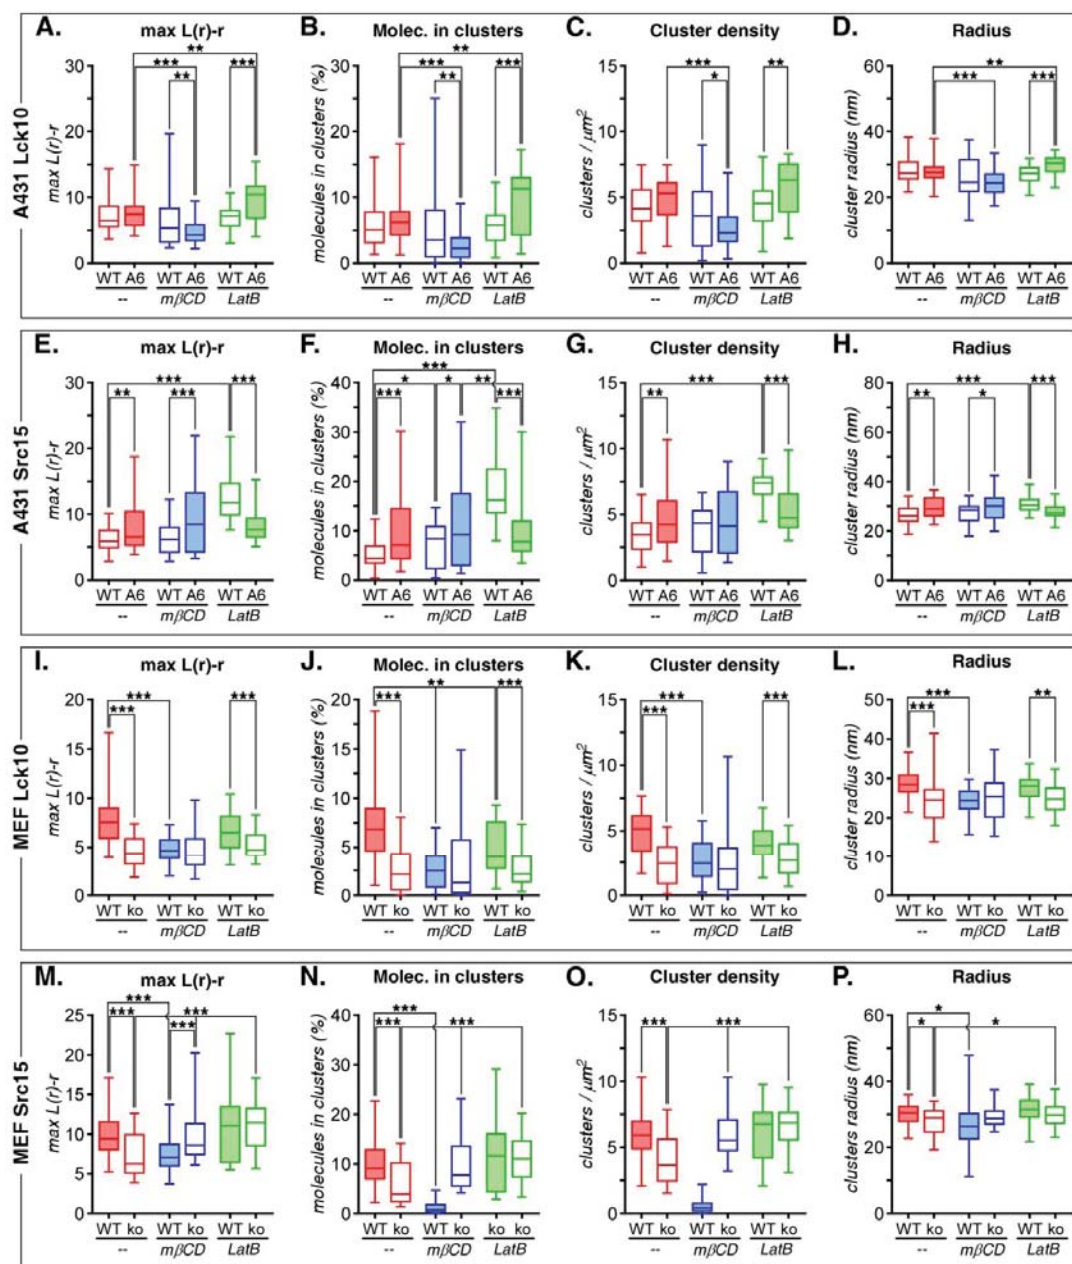 A.
max L(r)-r
B.
Molec. in clusters
C.
Cluster density
D.
Radius
A431 Lck10
max L(r)-r
30
20
10
0
** *** ** ***
WT A6 WT A6 WT A6
-- mβCD LatB
molecules in clusters (%)
30
20
10
0
** *** ** ***
WT A6 WT A6 WT A6
-- mβCD LatB
clusters / μm²
15
10
5
0
*** * **
WT A6 WT A6 WT A6
-- mβCD LatB
cluster radius (nm)
60
40
20
0
** *** ***
WT A6 WT A6 WT A6
-- mβCD LatB
E.
max L(r)-r
F.
Molec. in clusters
G.
Cluster density
H.
Radius
A431 Src15
max L(r)-r
30
20
10
0
*** *** ** ***
WT A6 WT A6 WT A6
-- mβCD LatB
molecules in clusters (%)
40
30
20
10
0
*** * * ** *** ***
WT A6 WT A6 WT A6
-- mβCD LatB
clusters / μm²
15
10
5
0
*** *** **
WT A6 WT A6 WT A6
-- mβCD LatB
cluster radius (nm)
80
60
40
20
0
*** *** ** *
WT A6 WT A6 WT A6
-- mβCD LatB
I.
max L(r)-r
J.
Molec. in clusters
K.
Cluster density
L.
Radius
MEF Lck10
max L(r)-r
20
15
10
5
0
*** *** ***
WT ko WT ko WT ko
-- mβCD LatB
molecules in clusters (%)
20
15
10
5
0
** *** ***
WT ko WT ko WT ko
-- mβCD LatB
clusters / μm²
15
10
5
0
*** *** ***
WT ko WT ko WT ko
-- mβCD LatB
cluster radius (nm)
50
40
30
20
10
0
*** ** ***
WT ko WT ko WT ko
-- mβCD LatB
M.
max L(r)-r
N.
Molec. in clusters
O.
Cluster density
P.
Radius
MEF Src15
max L(r)-r
25
20
15
10
5
0
*** *** *** ***
WT ko WT ko WT ko
-- mβCD LatB
molecules in clusters (%)
40
30
20
10
0
*** *** ***
WT ko WT ko ko ko
-- mβCD LatB
clusters / μm²
15
10
5
0
*** ***
WT ko WT ko WT ko
-- mβCD LatB
clusters radius (nm)
60
40
20
0
* * *
WT ko WT ko WT ko
-- mβCD LatB